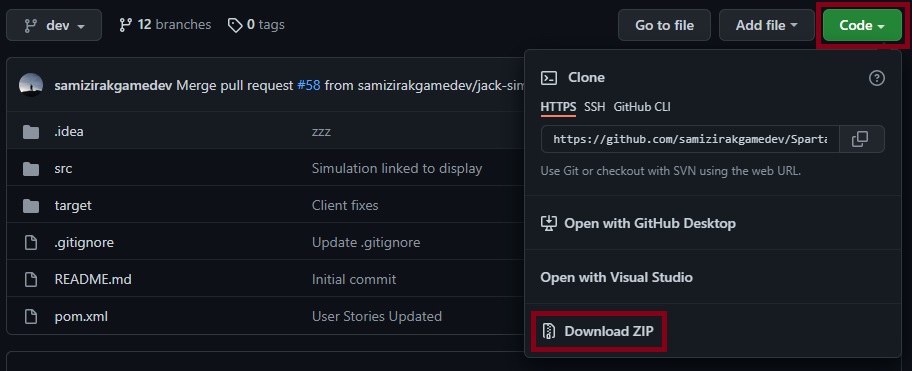 dev 12 branches 0 tags Go to file Add file Code
samizirakgamedev Merge pull request #58 from samizirakgamedev/jack-sim
Clone
HTTPS SSH GitHub CLI
https://github.com/samizirakgamedev/Sparta
Use Git or checkout with SVN using the web URL.
Open with GitHub Desktop
Open with Visual Studio
Download ZIP
.idea zzz
src Simulation linked to display
target Client fixes
.gitignore Update .gitignore
README.md Initial commit
pom.xml User Stories Updated